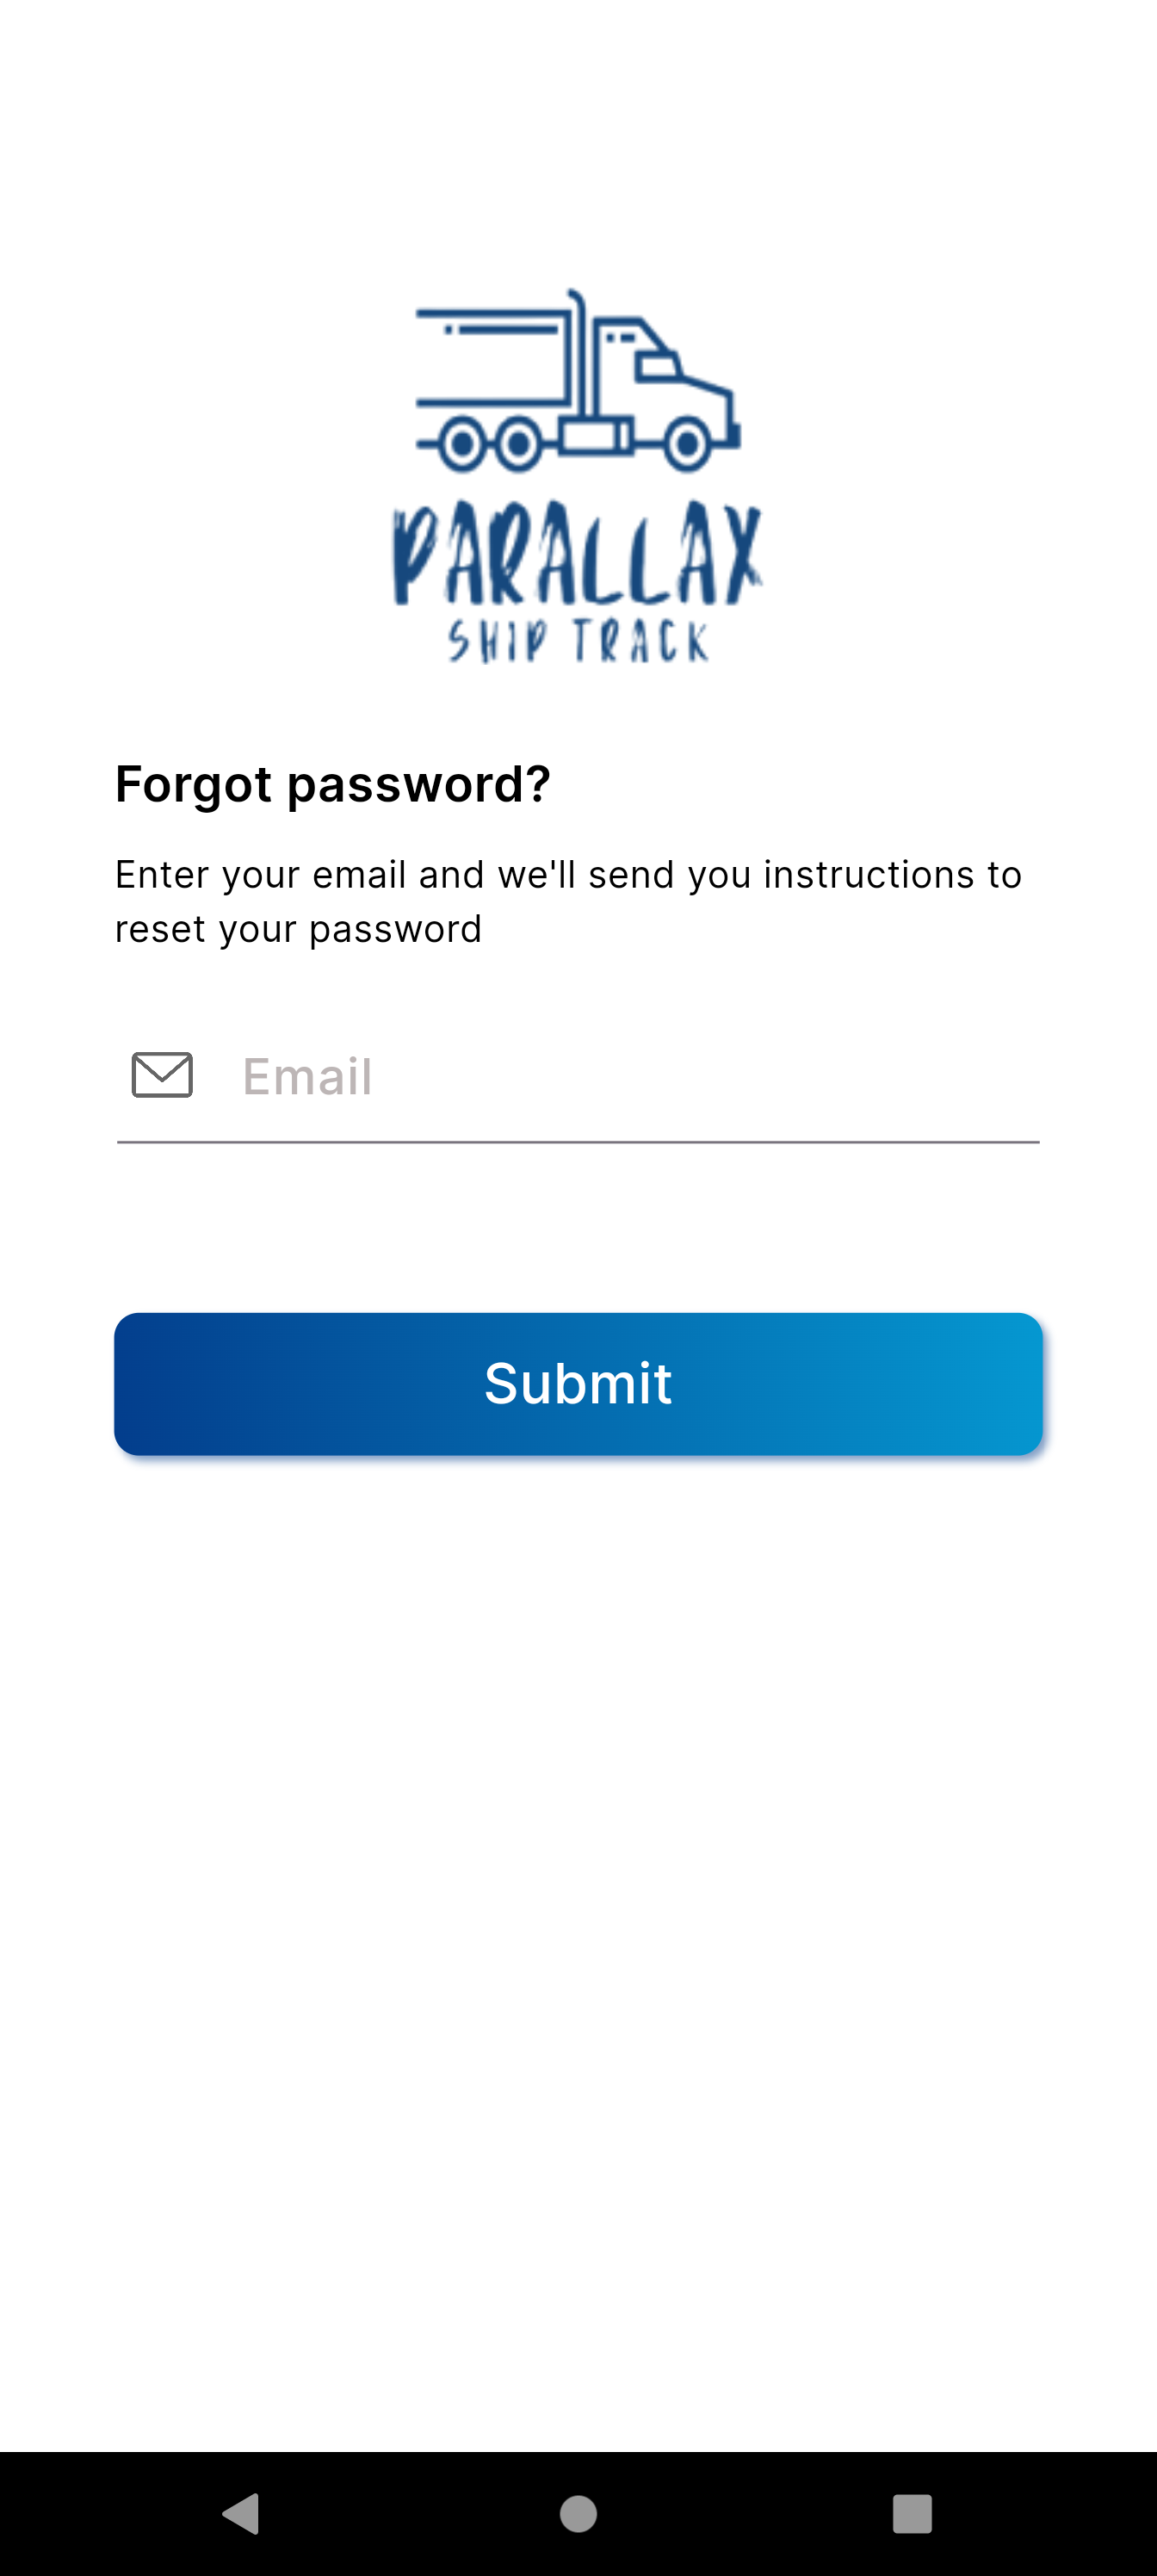 PARALLAX
SHIP TRACK
Forgot password?
Enter your email and we'll send you instructions to
reset your password
Email
Submit